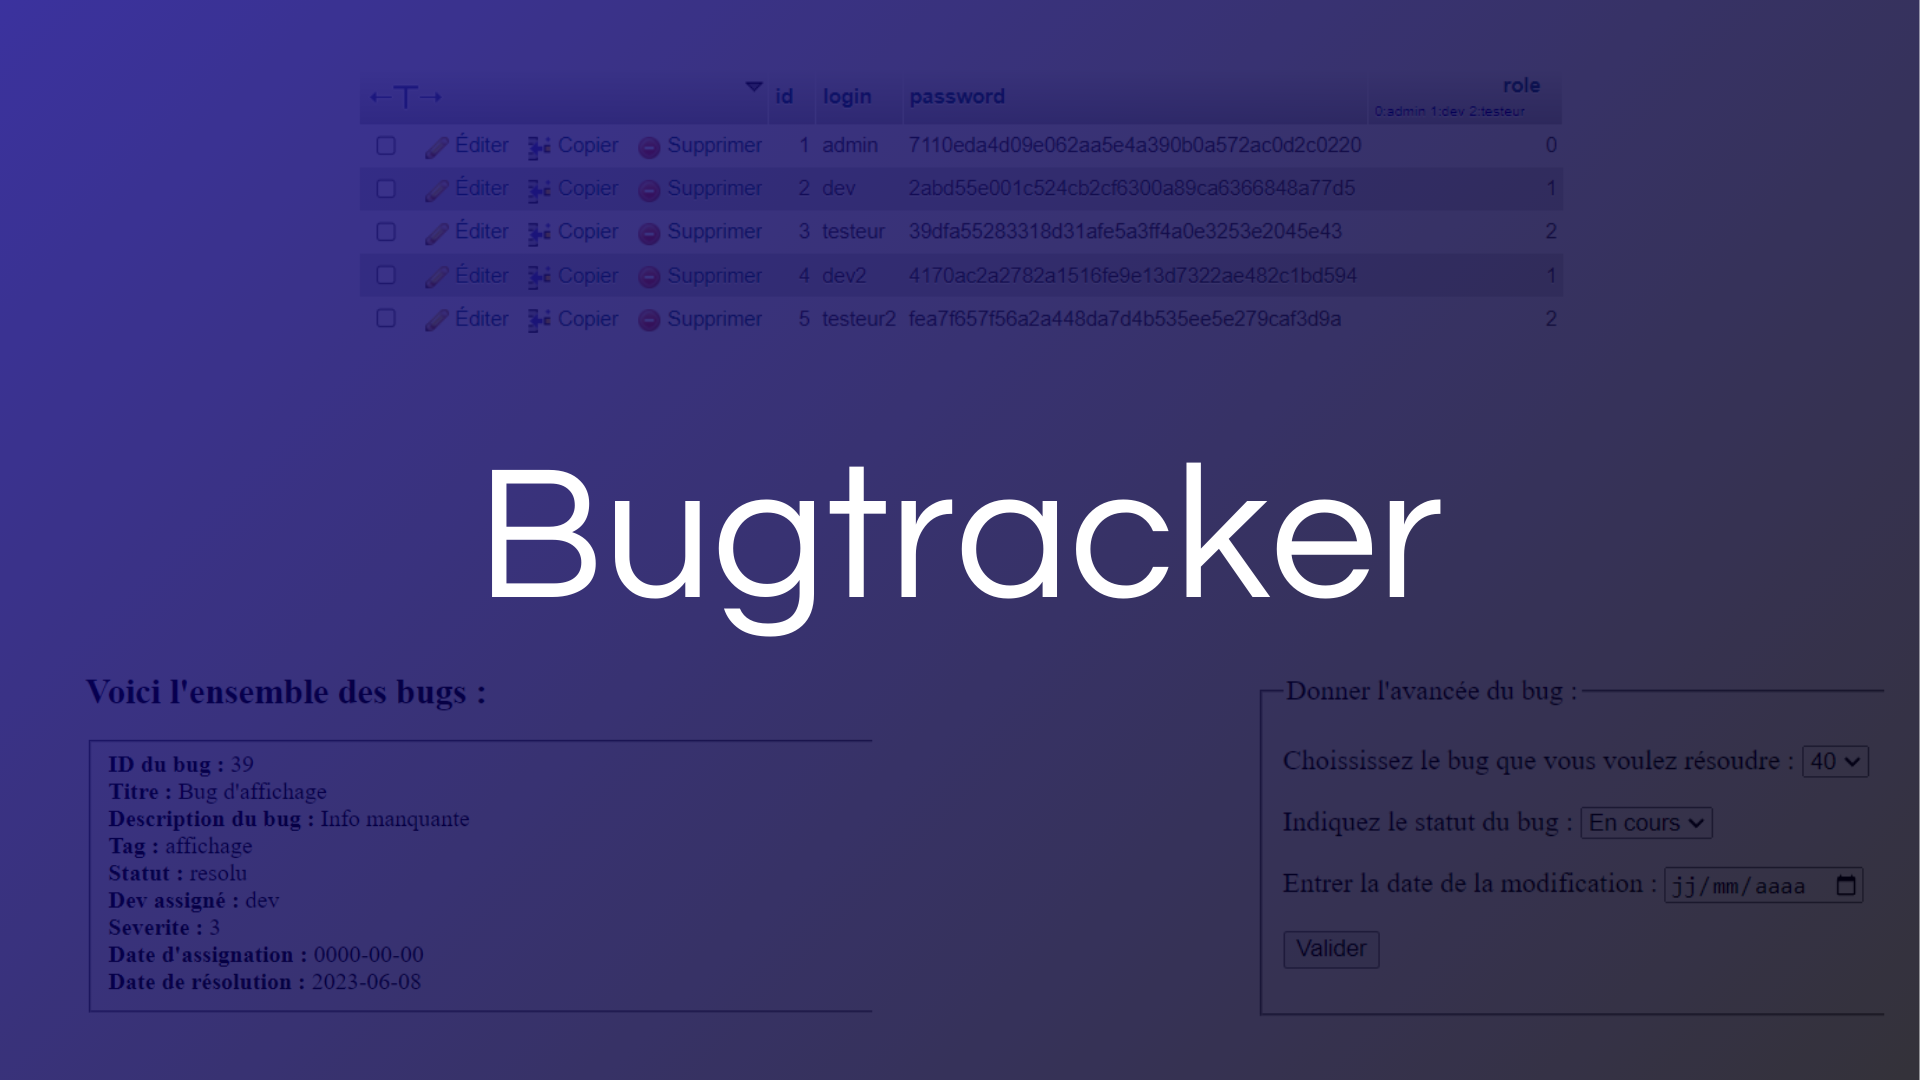 ←T→ id login password role
0:admin 1:dev 2:testeur
Éditer Copier Supprimer 1 admin 7110eda4d09e062aa5e4a390b0a572ac0d2c0220 0
Éditer Copier Supprimer 2 dev 2abd55e001c524cb2cf6300a89ca6366848a77d5 1
Éditer Copier Supprimer 3 testeur 39dfa55283318d31afe5a3ff4a0e3253e2045e43 2
Éditer Copier Supprimer 4 dev2 4170ac2a2782a1516fe9e13d7322ae482c1bd594 1
Éditer Copier Supprimer 5 testeur2 fea7f657f56a2a448da7d4b535ee5e279caf3d9a 2
Bugtracker
Voici l'ensemble des bugs :
ID du bug : 39
Titre : Bug d'affichage
Description du bug : Info manquante
Tag : affichage
Statut : resolu
Dev assigné : dev
Severite : 3
Date d'assignation : 0000-00-00
Date de résolution : 2023-06-08
Donner l'avancée du bug :
Choississez le bug que vous voulez résoudre : 40
Indiquez le statut du bug : En cours
Entrer la date de la modification : jj/mm/aaaa
Valider